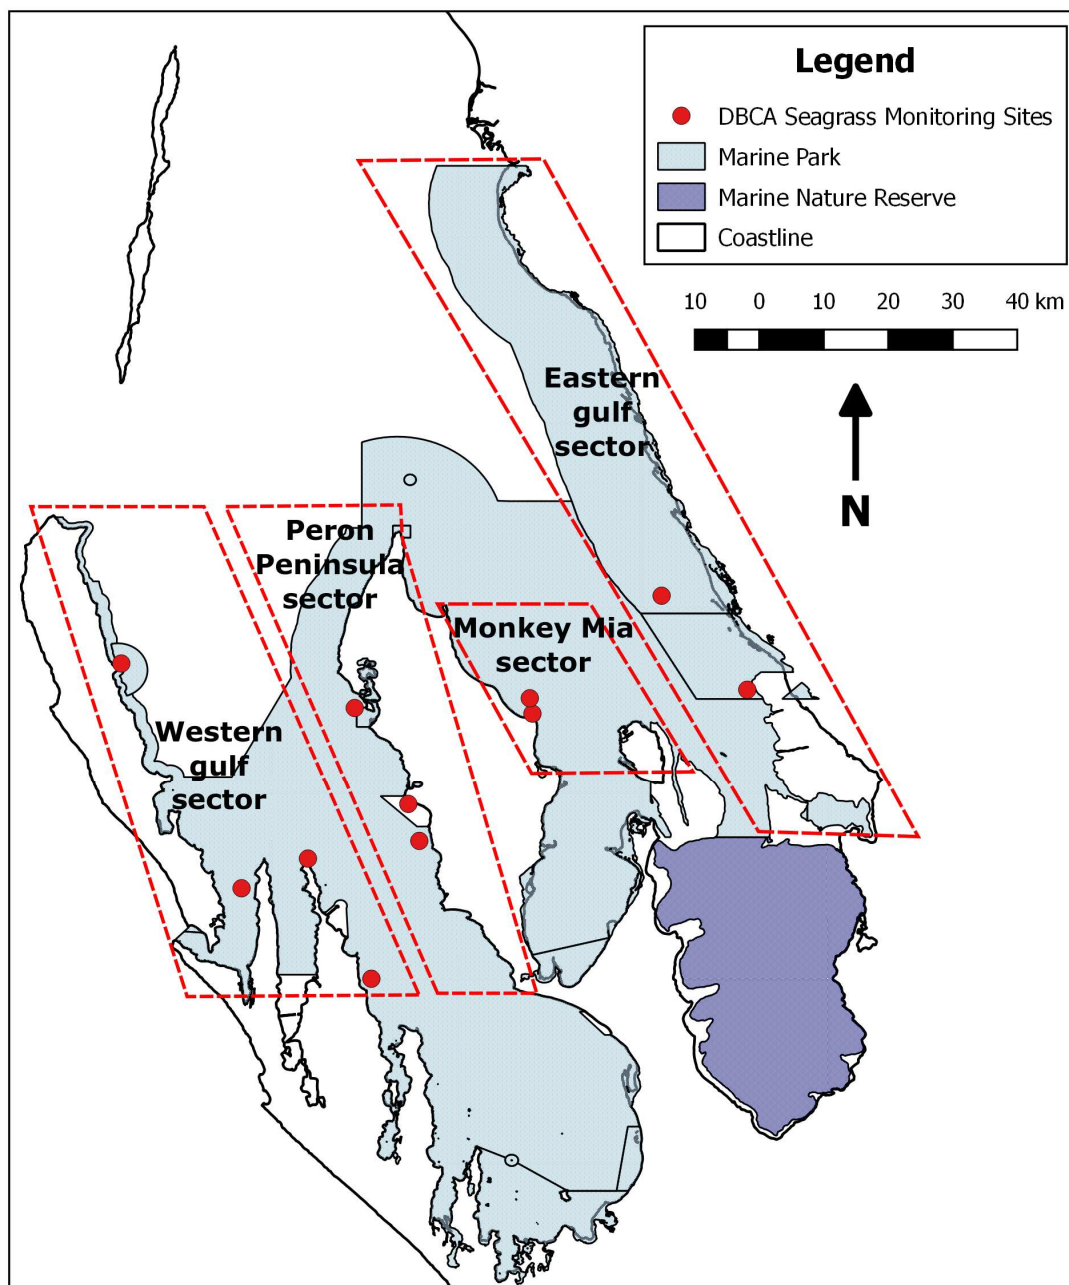 Legend
DBCA Seagrass Monitoring Sites
Marine Park
Marine Nature Reserve
Coastline
10 0 10 20 30 40 km
N
Eastern
gulf
sector
Peron
Peninsula
sector
Monkey Mia
sector
Western
gulf
sector